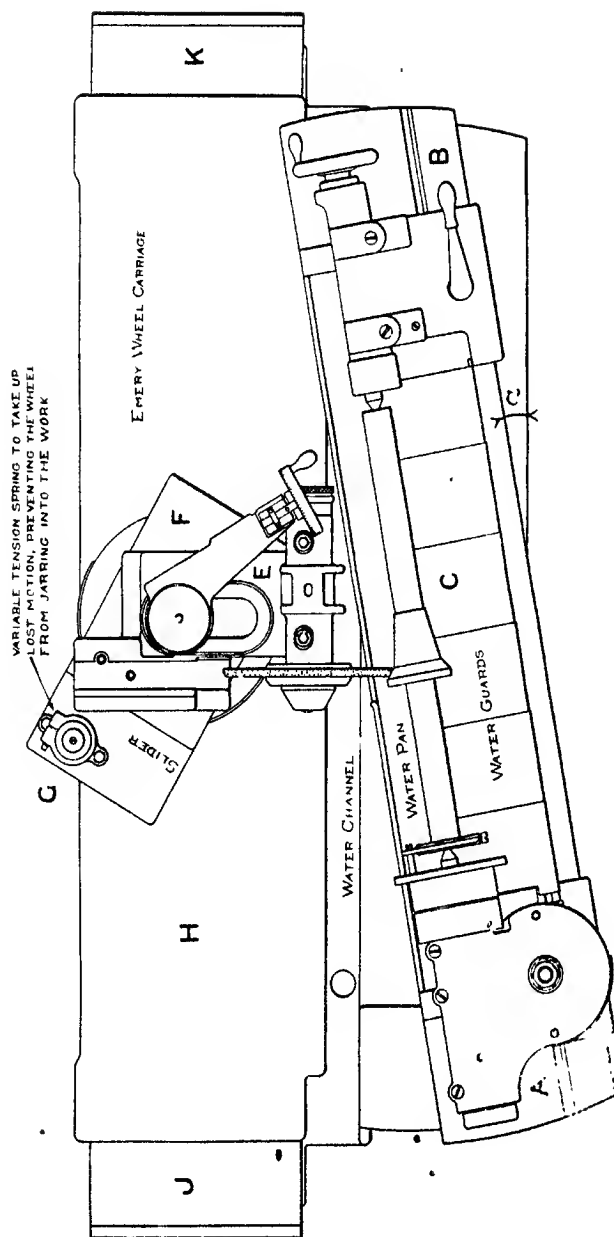 VARIABLE TENSION SPRING TO TAKE UP
LOST MOTION, PREVENTING THE WHEEL
FROM JARRING INTO THE WORK
EMERY WHEEL CARRIAGE
K
B
F
E
G
SLIDER
C
WATER GUARDS
WATER PAN
WATER CHANNEL
H
A
J